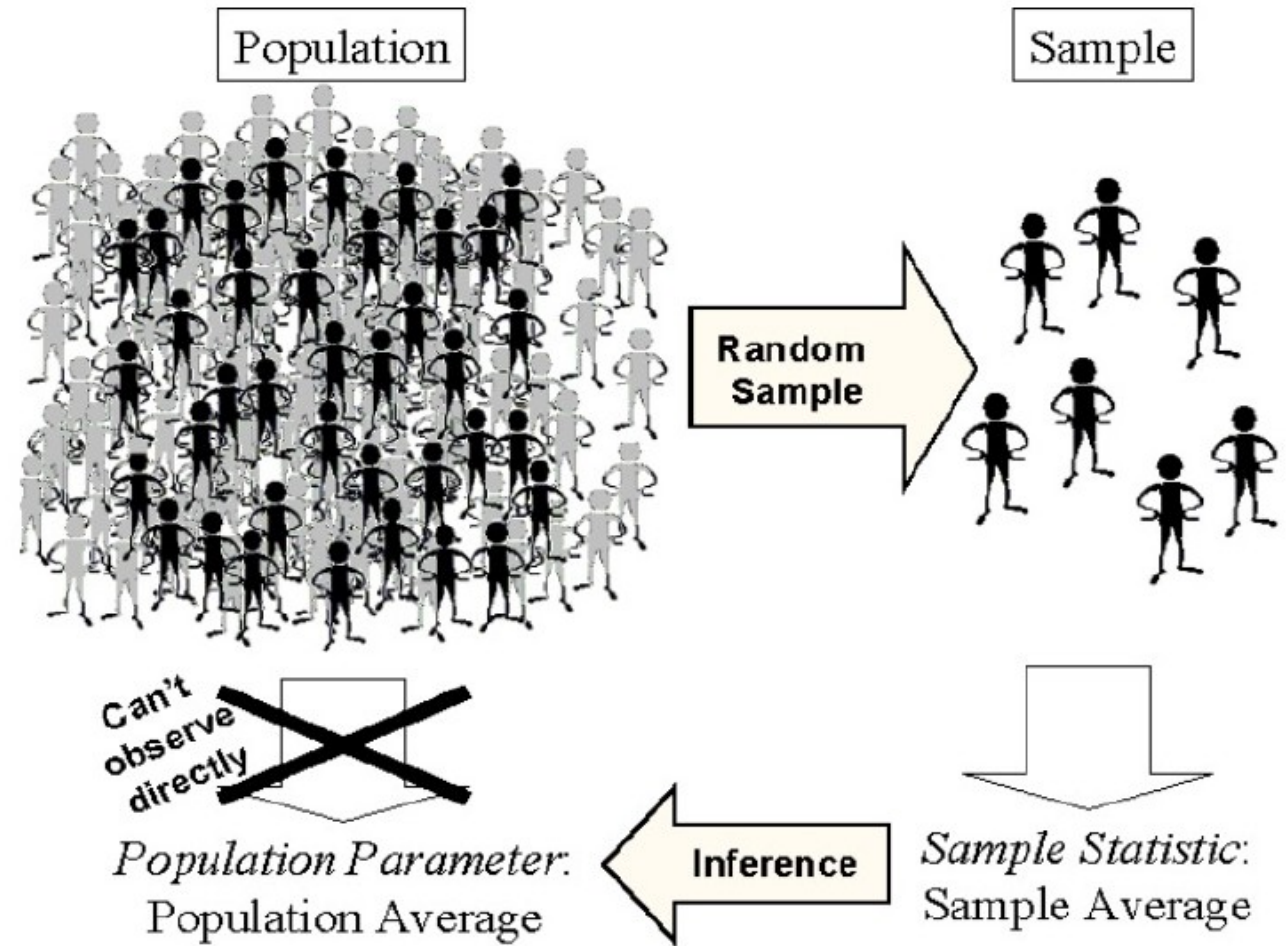 Population
Sample
Random
Sample
Can't
observe
directly
Population Parameter:
Population Average
Inference
Sample Statistic:
Sample Average